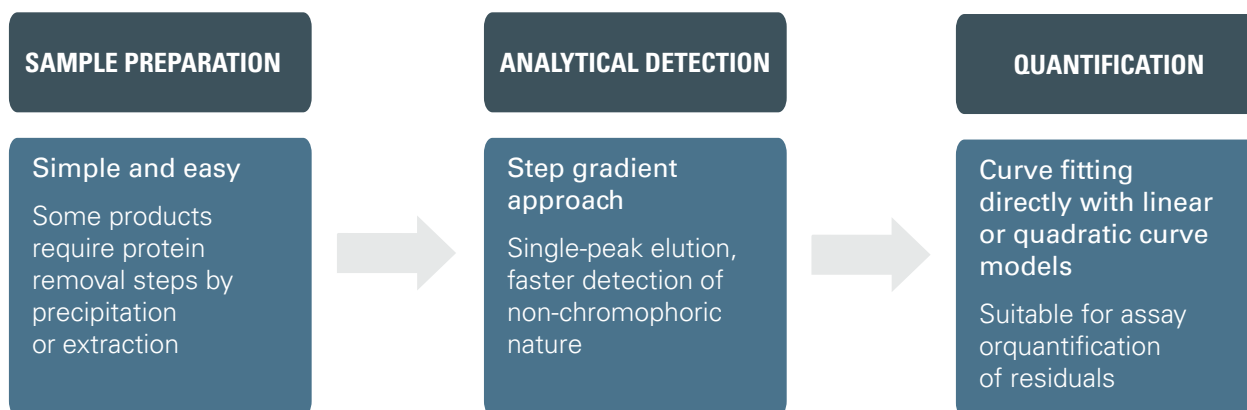 SAMPLE PREPARATION
Simple and easy
Some products
require protein
removal steps by
precipitation
or extraction
ANALYTICAL DETECTION
Step gradient
approach
Single-peak elution,
faster detection of
non-chromophoric
nature
QUANTIFICATION
Curve fitting
directly with linear
or quadratic curve
models
Suitable for assay
orquantification
of residuals